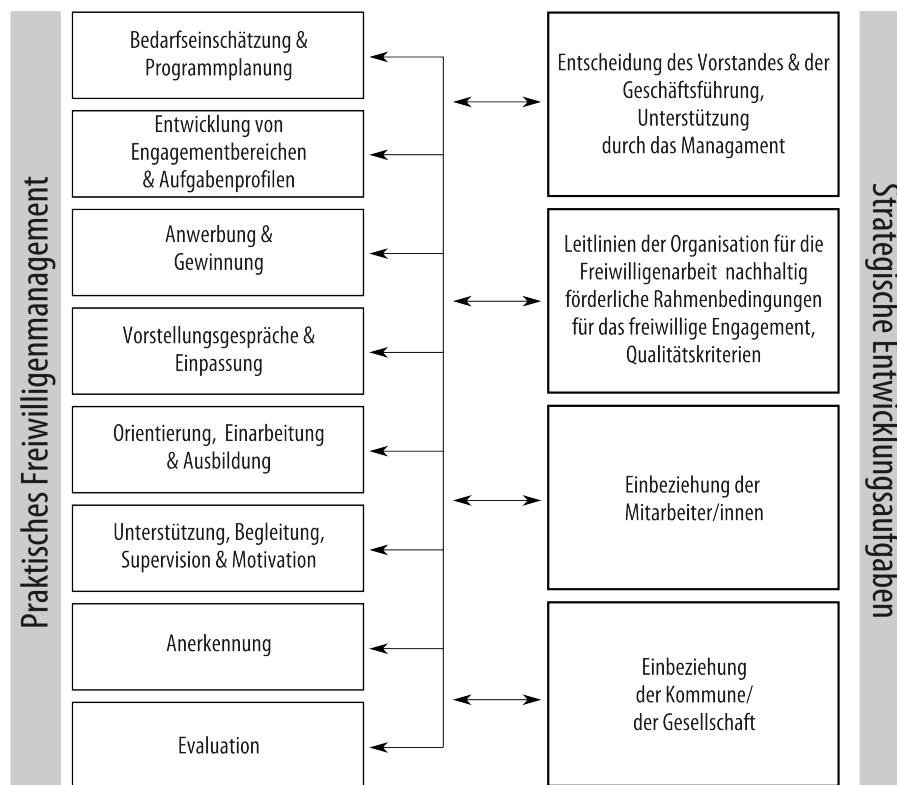 Praktisches Freiwilligenmanagement
Bedarfseinschätzung &
Programmplanung
Entwicklung von
Engagementbereichen
& Aufgabenprofilen
Anwerbung &
Gewinnung
Vorstellungsgespräche &
Einpassung
Orientierung, Einarbeitung
& Ausbildung
Unterstützung, Begleitung,
Supervision & Motivation
Anerkennung
Evaluation
Entscheidung des Vorstandes & der
Geschäftsführung,
Unterstützung
durch das Managament
Leitlinien der Organisation für die
Freiwilligenarbeit nachhaltig
förderliche Rahmenbedingungen
für das freiwillige Engagement,
Qualitätskriterien
Einbeziehung der
Mitarbeiter/innen
Einbeziehung
der Kommune/
der Gesellschaft
Strategische Entwicklungsaufgaben